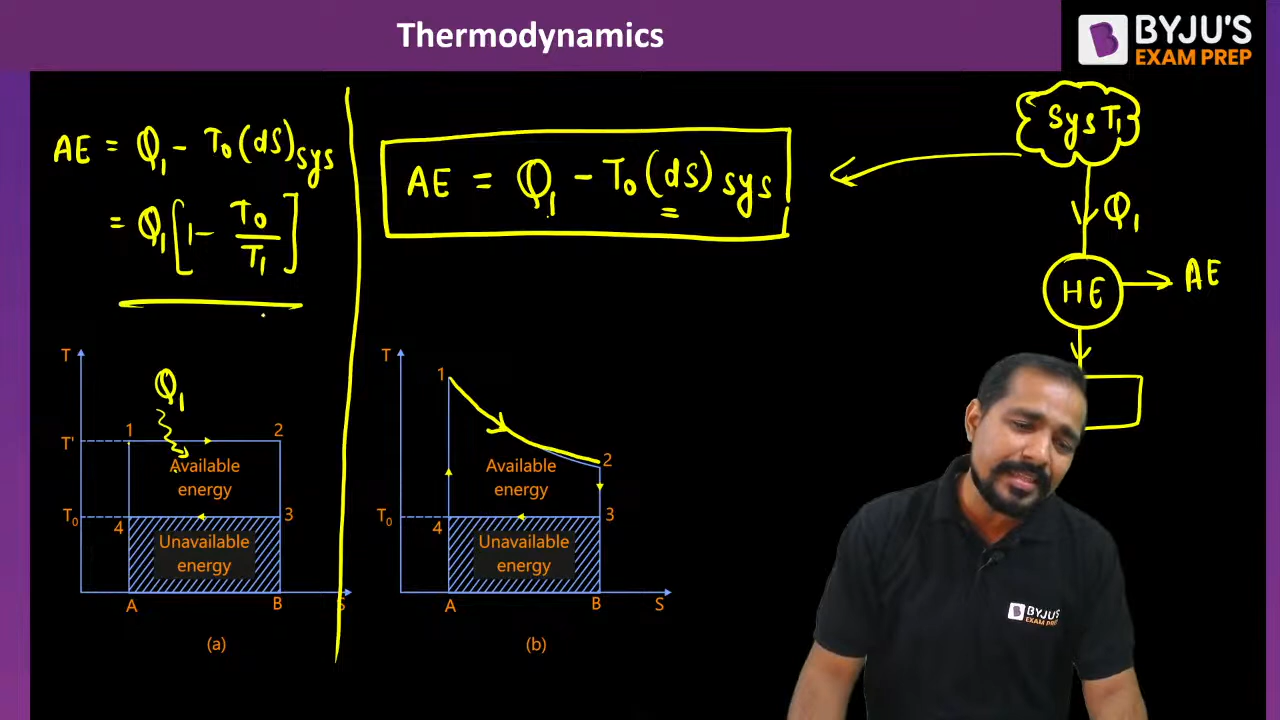 Thermodynamics
BYJU'S
EXAM PREP
AE = Q₁ - T₀(dS)sys
= Q₁[1 - T₀/T₁]
AE = Q₁ - T₀(dS)sys
Sys T₁
Q₁
HE
AE
T
Q₁
T'
1
2
Available
energy
T₀
4
3
Unavailable
energy
A
B
S
(a)
T
1
2
Available
energy
T₀
4
3
Unavailable
energy
A
B
S
(b)
BYJU'S
EXAM PREP